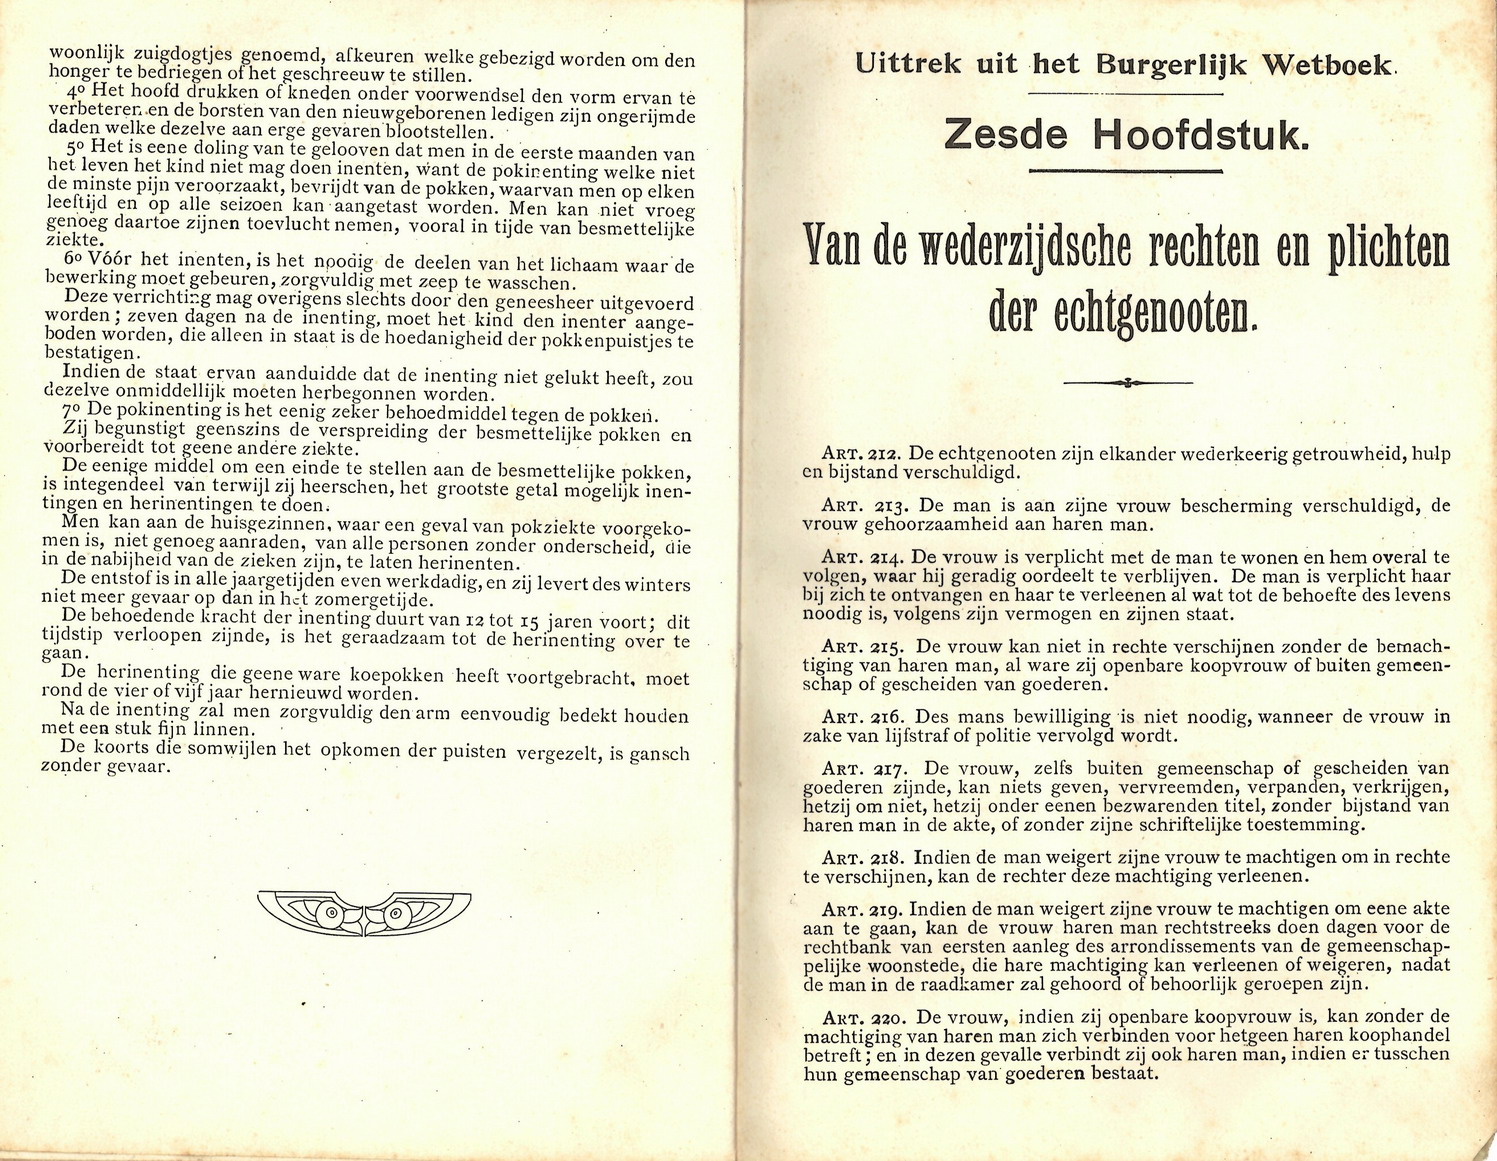 woonlijk zuigdogtjes genoemd, afkeuren welke gebezigd worden om den
honger te bedriegen of het geschreeuw te stillen.
4º Het hoofd drukken of kneden onder voorwendsel den vorm ervan te
verbeteren en de borsten van den nieuwgeborenen ledigen zijn ongerijmde
daden welke dezelve aan erge gevaren blootstellen.
5º Het is eene doling van te gelooven dat men in de eerste maanden van
het leven het kind niet mag doen inenten, want de pokinenting welke niet
de minste pijn veroorzaakt, bevrijdt van de pokken, waarvan men op elken
leeftijd en op alle seizoen kan aangetast worden. Men kan niet vroeg
genoeg daartoe zijnen toevlucht nemen, vooral in tijde van besmettelijke
ziekte.
6º Vóór het inenten, is het noodig de deelen van het lichaam waar de
bewerking moet gebeuren, zorgvuldig met zeep te wasschen.
Deze verrichting mag overigens slechts door den geneesheer uitgevoerd
worden; zeven dagen na de inenting, moet het kind den inenter aange-
boden worden, die alleen in staat is de hoedanigheid der pokkenpuistjes te
bestatigen.
Indien de staat ervan aanduidde dat de inenting niet gelukt heeft, zou
dezelve onmiddellijk moeten herbegonnen worden.
7º De pokinenting is het eenig zeker behoedmiddel tegen de pokken.
Zij begunstigt geenszins de verspreiding der besmettelijke pokken en
voorbereidt tot geene andere ziekte.
De eenige middel om een einde te stellen aan de besmettelijke pokken,
is integendeel van terwijl zij heerschen, het grootste getal mogelijk inen-
tingen en herinentingen te doen.
Men kan aan de huisgezinnen, waar een geval van pokziekte voorgeko-
men is, niet genoeg aanraden, van alle personen zonder onderscheid, die
in de nabijheid van de zieken zijn, te laten herinenten.
De entstof is in alle jaargetijden even werkdadig, en zij levert des winters
niet meer gevaar op dan in het zomergetijde.
De behoedende kracht der inenting duurt van 12 tot 15 jaren voort; dit
tijdstip verloopen zijnde, is het geraadzaam tot de herinenting over te
gaan.
De herinenting die geene ware koepokken heeft voortgebracht, moet
rond de vier of vijf jaar hernieuwd worden.
Na de inenting zal men zorgvuldig den arm eenvoudig bedekt houden
met een stuk fijn linnen.
De koorts die somwijlen het opkomen der puisten vergezelt, is gansch
zonder gevaar.
Uittrek uit het Burgerlijk Wetboek.
Zesde Hoofdstuk.
Van de wederzijdsche rechten en plichten
der echtgenooten.
ART. 212. De echtgenooten zijn elkander wederkeerig getrouwheid, hulp
en bijstand verschuldigd.
ART. 213. De man is aan zijne vrouw bescherming verschuldigd, de
vrouw gehoorzaamheid aan haren man.
ART. 214. De vrouw is verplicht met de man te wonen en hem overal te
volgen, waar hij geradig oordeelt te verblijven. De man is verplicht haar
bij zich te ontvangen en haar te verleenen al wat tot de behoefte des levens
noodig is, volgens zijn vermogen en zijnen staat.
ART. 215. De vrouw kan niet in rechte verschijnen zonder de bemach-
tiging van haren man, al ware zij openbare koopvrouw of buiten gemeen-
schap of gescheiden van goederen.
ART. 216. Des mans bewilliging is niet noodig, wanneer de vrouw in
zake van lijfstraf of politie vervolgd wordt.
ART. 217. De vrouw, zelfs buiten gemeenschap of gescheiden van
goederen zijnde, kan niets geven, vervreemden, verpanden, verkrijgen,
hetzij om niet, hetzij onder eenen bezwarenden titel, zonder bijstand van
haren man in de akte, of zonder zijne schriftelijke toestemming.
ART. 218. Indien de man weigert zijne vrouw te machtigen om in rechte
te verschijnen, kan de rechter deze machtiging verleenen.
ART. 219. Indien de man weigert zijne vrouw te machtigen om eene akte
aan te gaan, kan de vrouw haren man rechtstreeks doen dagen voor de
rechtbank van eersten aanleg des arrondissements van de gemeenschap-
pelijke woonstede, die hare machtiging kan verleenen of weigeren, nadat
de man in de raadkamer zal gehoord of behoorlijk geroepen zijn.
ART. 220. De vrouw, indien zij openbare koopvrouw is, kan zonder de
machtiging van haren man zich verbinden voor hetgeen haren koophandel
betreft; en in dezen gevalle verbindt zij ook haren man, indien er tusschen
hun gemeenschap van goederen bestaat.